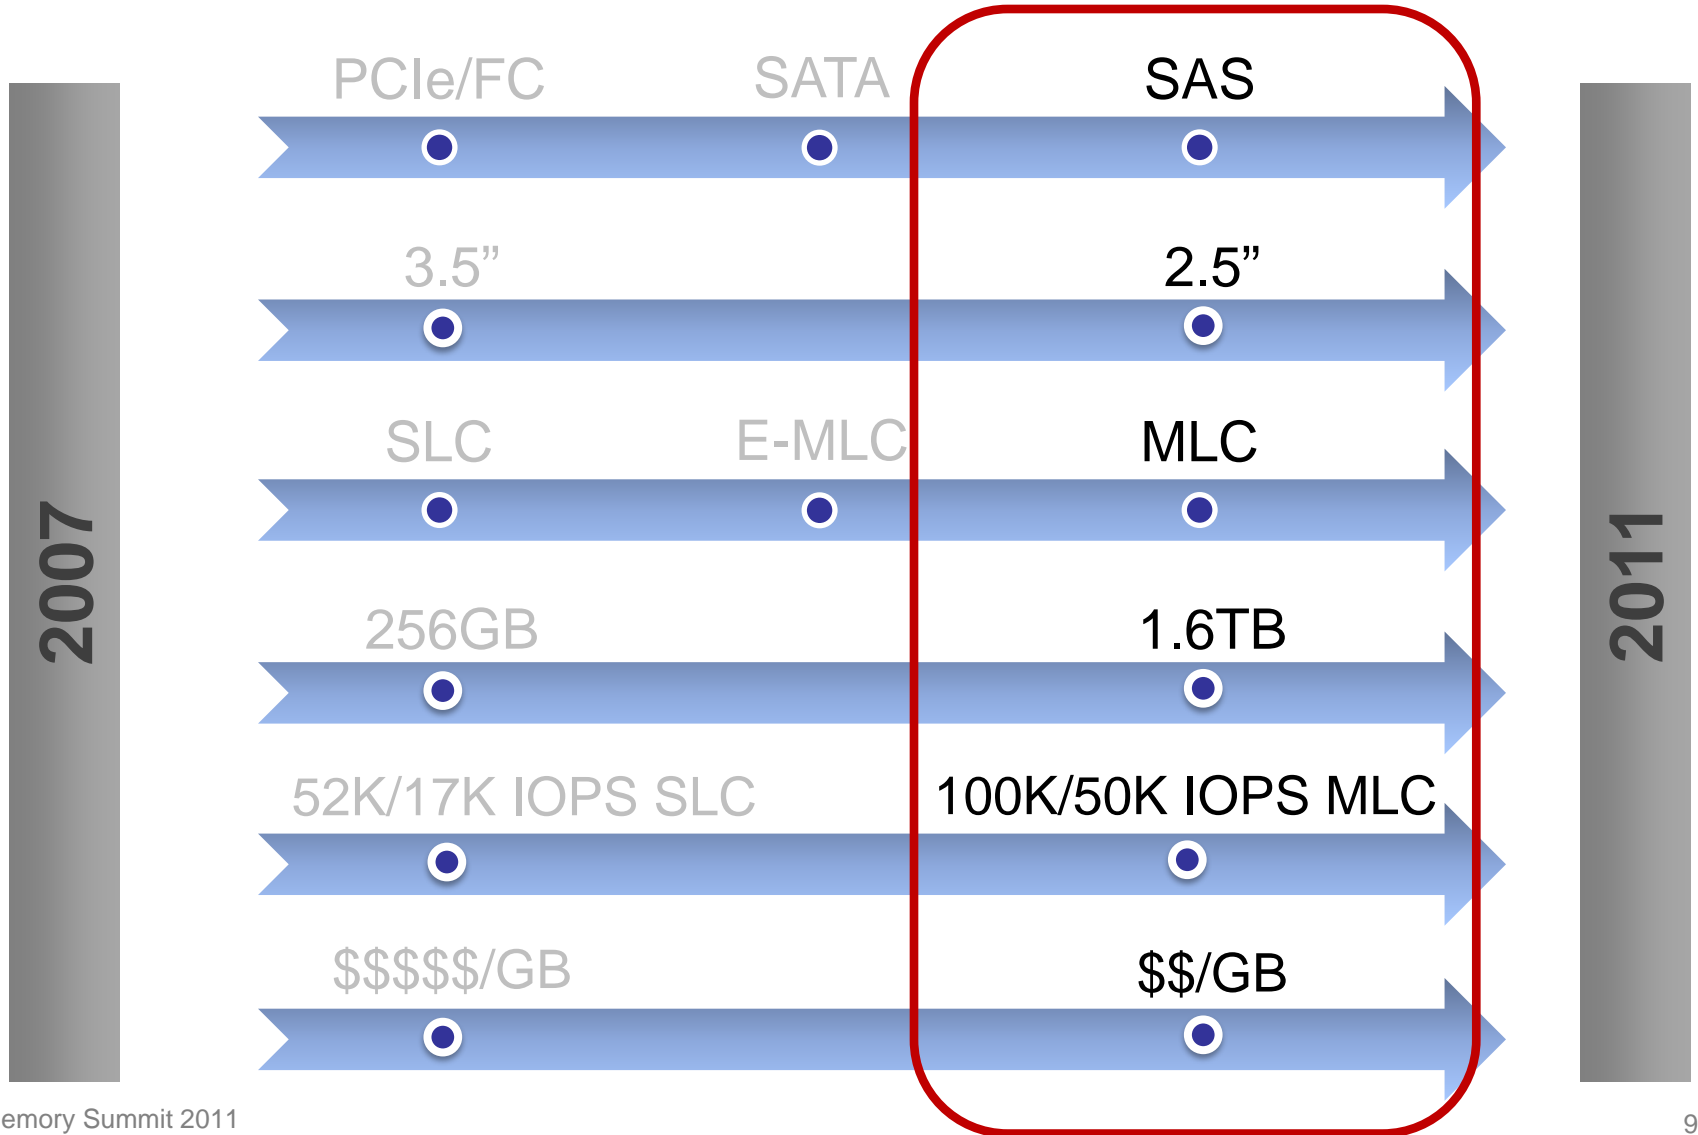 PCIe/FC SATA SAS
3.5” 2.5”
SLC E-MLC MLC
2007
2011
256GB 1.6TB
52K/17K IOPS SLC 100K/50K IOPS MLC
$$$$$/GB $$/GB
emory Summit 2011
9